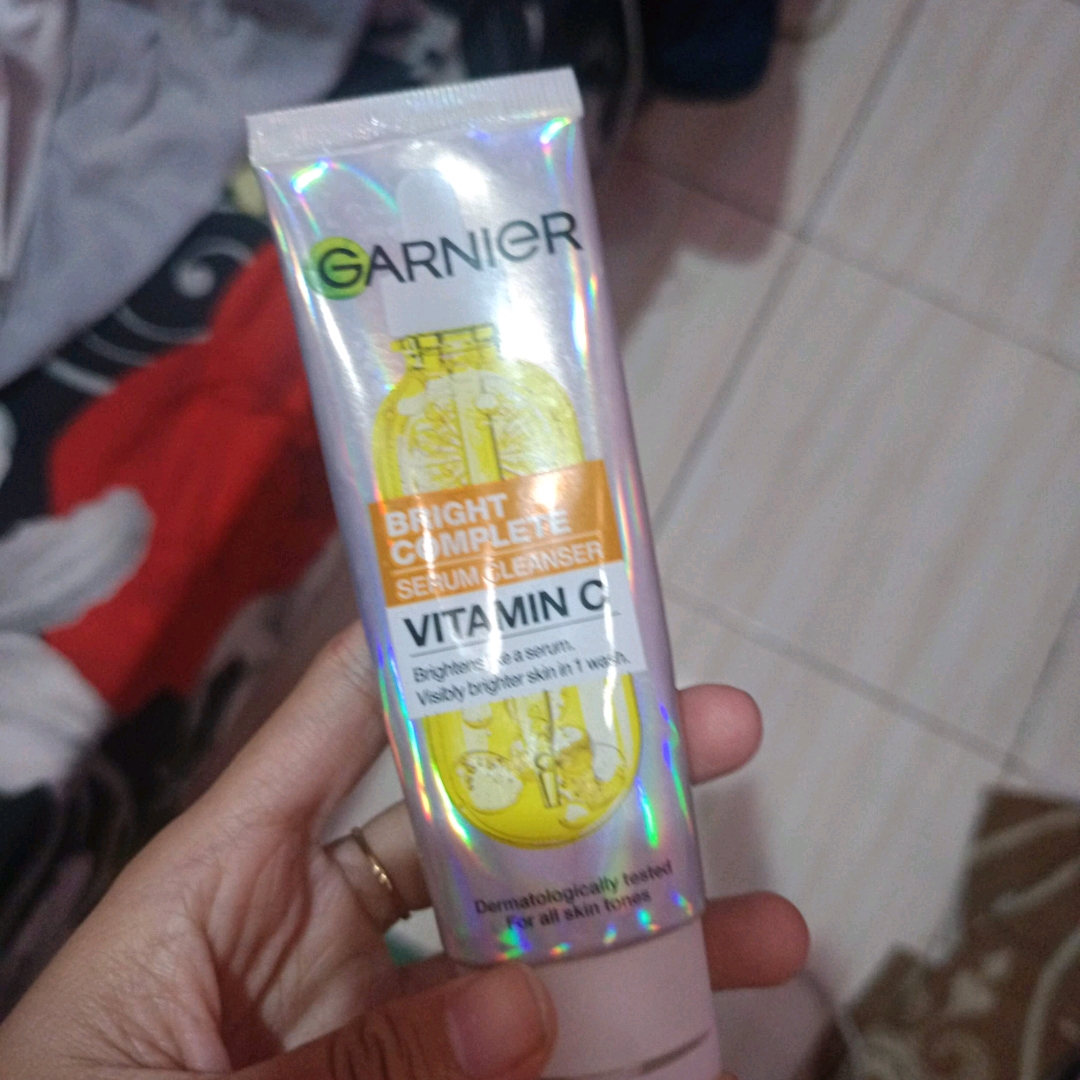 GARNIER
BRIGHT
COMPLETE
SERUM CLEANSER
VITAMIN C
Brightens like a serum.
Visibly brighter skin in 1 wash.
Dermatologically tested
For all skin tones